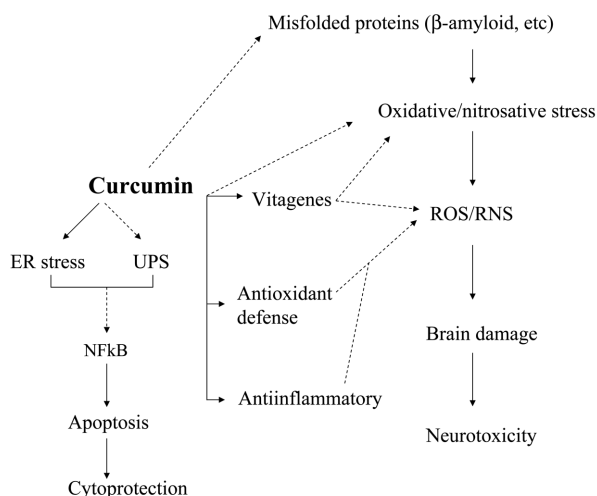 Misfolded proteins (β-amyloid, etc)
Oxidative/nitrosative stress
Curcumin
Vitagenes
ROS/RNS
ER stress
UPS
Antioxidant
defense
NFkB
Brain damage
Antiinflammatory
Apoptosis
Neurotoxicity
Cytoprotection